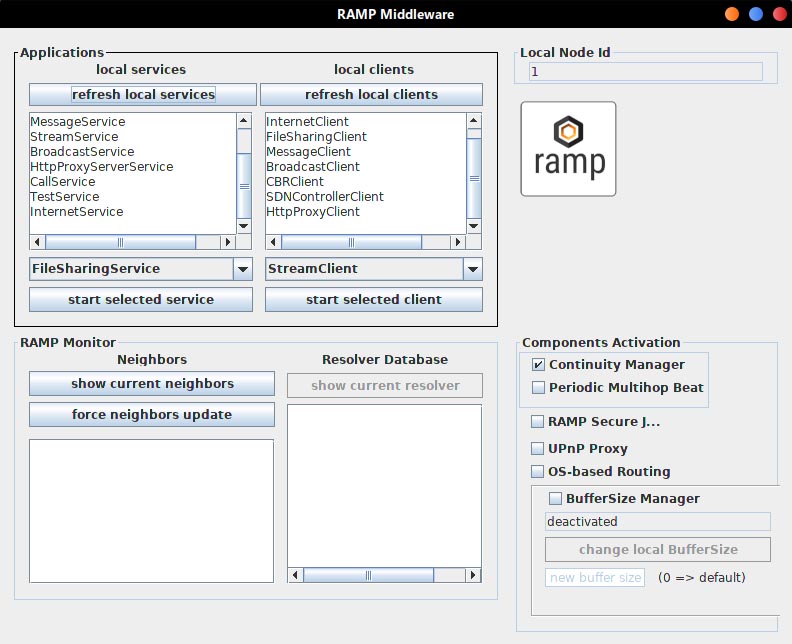 RAMP Middleware
Applications
local services
local clients
refresh local services
refresh local clients
MessageService
StreamService
BroadcastService
HttpProxyServerService
CallService
TestService
InternetService
InternetClient
FileSharingClient
MessageClient
BroadcastClient
CBRClient
SDNControllerClient
HttpProxyClient
FileSharingService
StreamClient
start selected service
start selected client
Local Node Id
1
ramp
RAMP Monitor
Neighbors
Resolver Database
show current neighbors
show current resolver
force neighbors update
Components Activation
Continuity Manager
Periodic Multihop Beat
RAMP Secure J...
UPnP Proxy
OS-based Routing
BufferSize Manager
deactivated
change local BufferSize
new buffer size (0 => default)